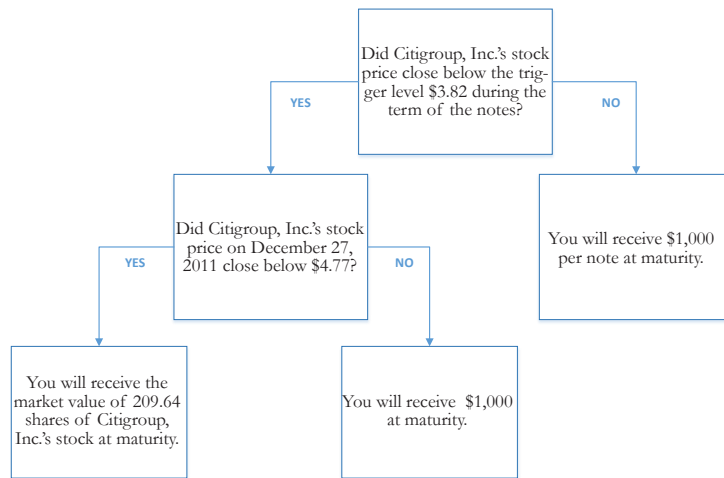 Did Citigroup, Inc.'s stock
price close below the trig-
ger level $3.82 during the
term of the notes?
YES
NO
Did Citigroup, Inc.'s stock
price on December 27,
2011 close below $4.77?
You will receive $1,000
per note at maturity.
YES
NO
You will receive the
market value of 209.64
shares of Citigroup,
Inc.'s stock at maturity.
You will receive $1,000
at maturity.